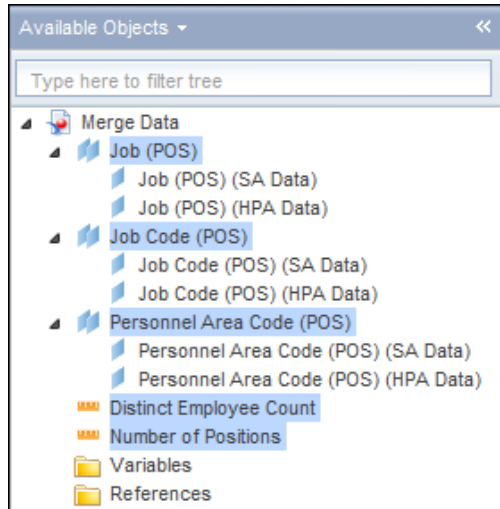 Available Objects
Type here to filter tree
Merge Data
Job (POS)
Job (POS) (SA Data)
Job (POS) (HPA Data)
Job Code (POS)
Job Code (POS) (SA Data)
Job Code (POS) (HPA Data)
Personnel Area Code (POS)
Personnel Area Code (POS) (SA Data)
Personnel Area Code (POS) (HPA Data)
Distinct Employee Count
Number of Positions
Variables
References